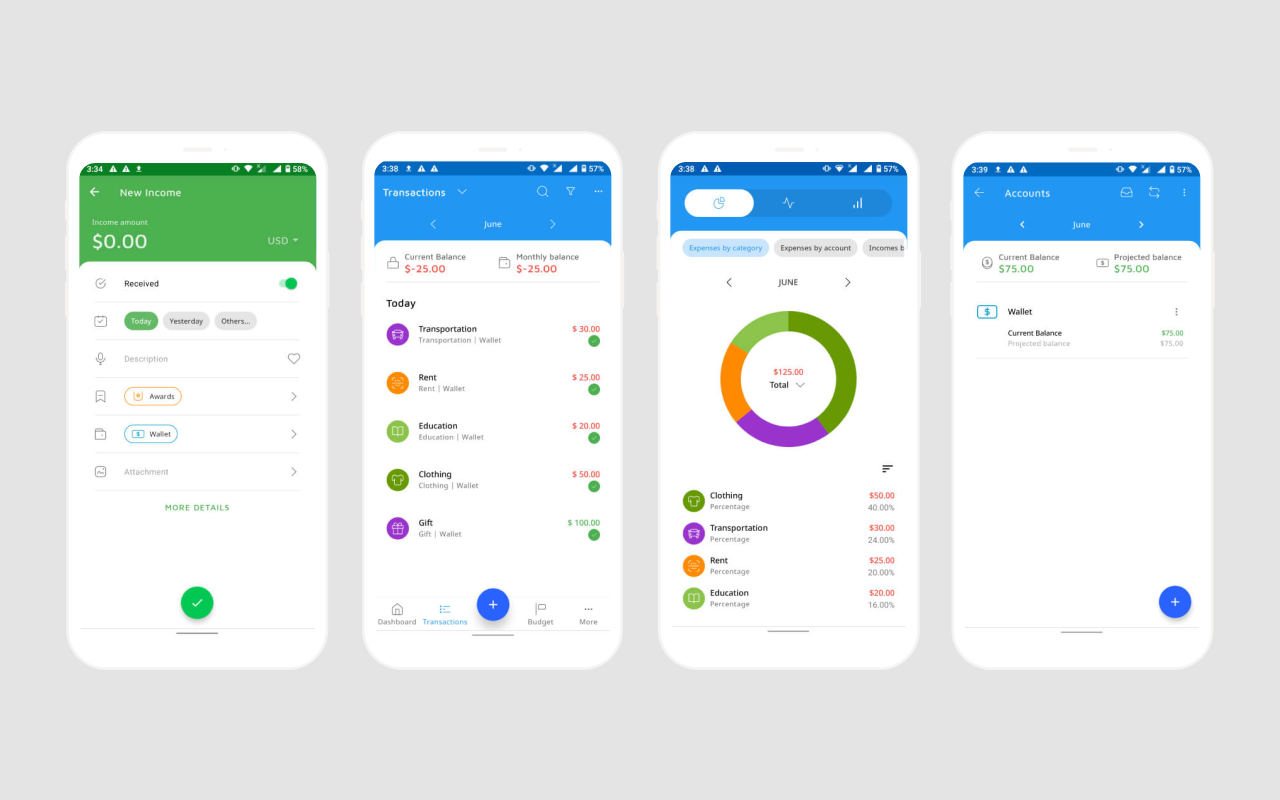 3:34
58%
New Income
Income amount
$0.00
USD
Received
Today
Yesterday
Others...
Description
Awards
Wallet
Attachment
MORE DETAILS
3:38
57%
Transactions
June
Current Balance
$-25.00
Monthly balance
$-25.00
Today
Transportation
$ 30.00
Transportation | Wallet
Rent
$ 25.00
Rent | Wallet
Education
$ 20.00
Education | Wallet
Clothing
$ 50.00
Clothing | Wallet
Gift
$ 100.00
Gift | Wallet
Dashboard
Transactions
Budget
More
3:38
57%
Expenses by category
Expenses by account
Incomes b
JUNE
$125.00
Total
Clothing
$50.00
Percentage
40.00%
Transportation
$30.00
Percentage
24.00%
Rent
$25.00
Percentage
20.00%
Education
$20.00
Percentage
16.00%
3:39
57%
Accounts
June
Current Balance
$75.00
Projected balance
$75.00
Wallet
Current Balance
$75.00
Projected balance
$75.00